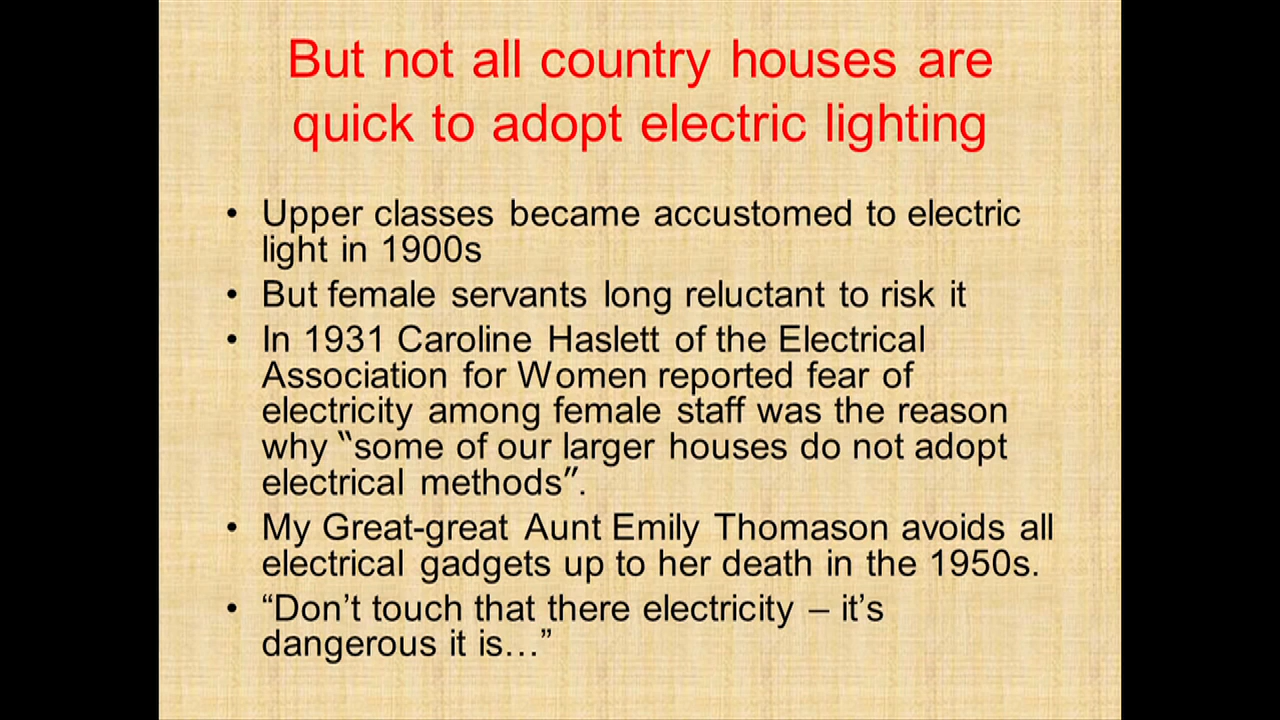 But not all country houses are
quick to adopt electric lighting
• Upper classes became accustomed to electric
light in 1900s
• But female servants long reluctant to risk it
• In 1931 Caroline Haslett of the Electrical
Association for Women reported fear of
electricity among female staff was the reason
why “some of our larger houses do not adopt
electrical methods”.
• My Great-great Aunt Emily Thomason avoids all
electrical gadgets up to her death in the 1950s.
• “Don’t touch that there electricity – it’s
dangerous it is…”